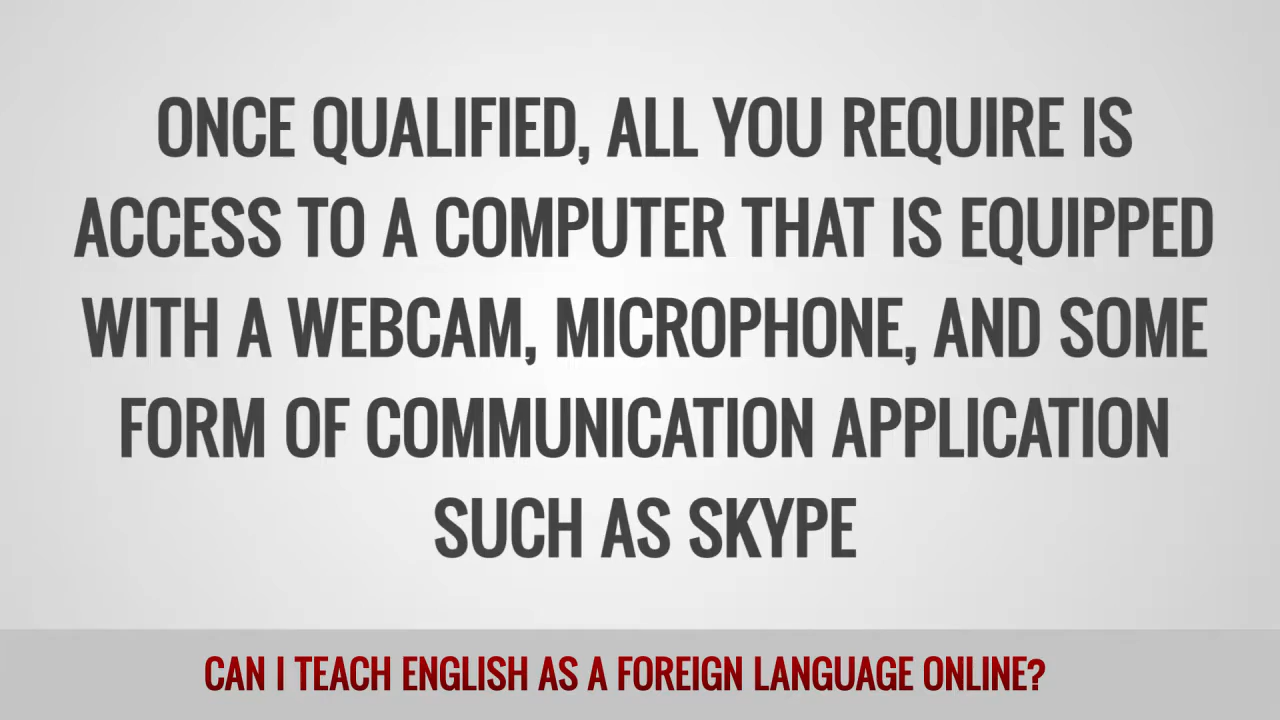 ONCE QUALIFIED, ALL YOU REQUIRE IS
ACCESS TO A COMPUTER THAT IS EQUIPPED
WITH A WEBCAM, MICROPHONE, AND SOME
FORM OF COMMUNICATION APPLICATION
SUCH AS SKYPE
CAN I TEACH ENGLISH AS A FOREIGN LANGUAGE ONLINE?